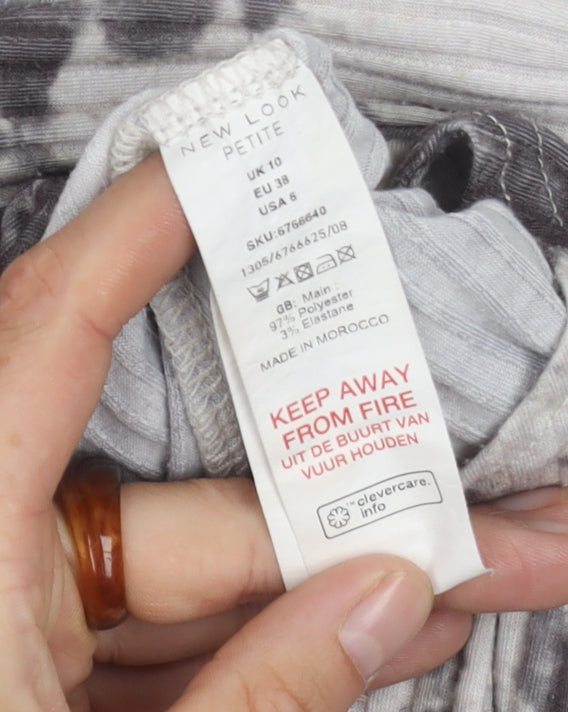 NEW LOOK
PETITE
UK 10
EU 38
USA 6
SKU:6766640
1305/6766625/08
GB: Main :
97% Polyester
3% Elastane
MADE IN MOROCCO
KEEP AWAY
FROM FIRE
UIT DE BUURT VAN
VUUR HOUDEN
™clevercare.
info